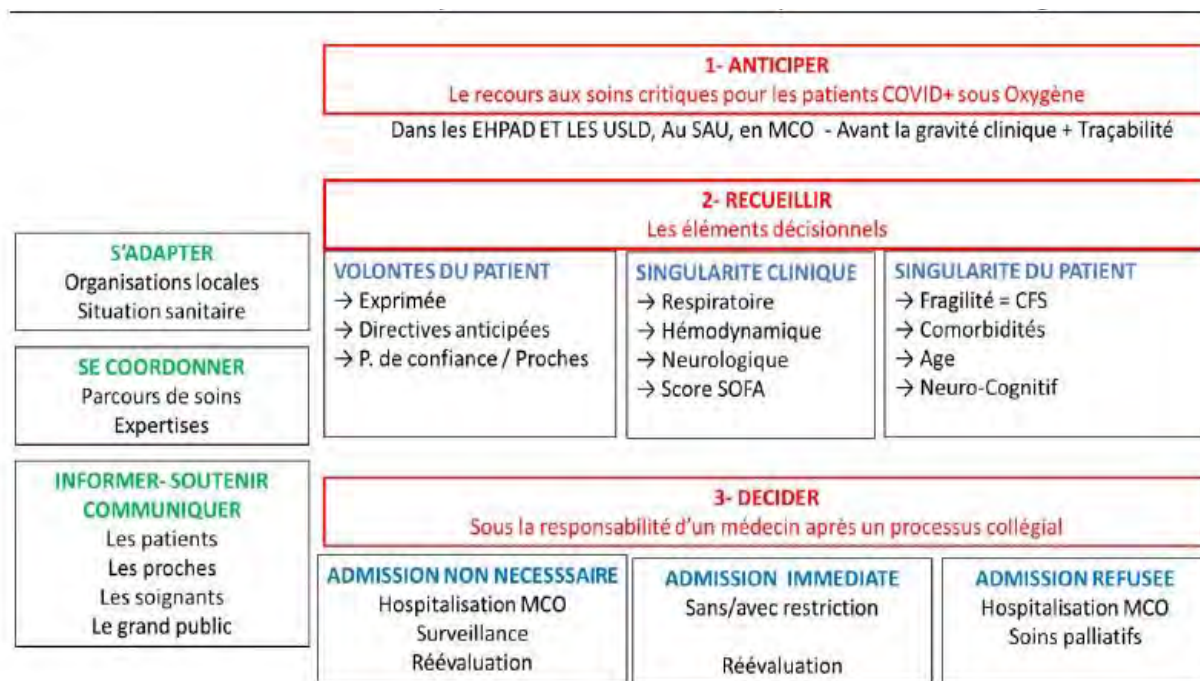 1- ANTICIPER
Le recours aux soins critiques pour les patients COVID+ sous Oxygène
Dans les EHPAD ET LES USLD, Au SAU, en MCO - Avant la gravité clinique + Traçabilité
2- RECUEILLIR
Les éléments décisionnels
S'ADAPTER
Organisations locales
Situation sanitaire
SE COORDONNER
Parcours de soins
Expertises
INFORMER- SOUTENIR
COMMUNIQUER
Les patients
Les proches
Les soignants
Le grand public
VOLONTES DU PATIENT
→ Exprimée
→ Directives anticipées
→ P. de confiance / Proches
SINGULARITE CLINIQUE
→ Respiratoire
→ Hémodynamique
→ Neurologique
→ Score SOFA
SINGULARITE DU PATIENT
→ Fragilité = CFS
→ Comorbidités
→ Age
→ Neuro-Cognitif
3- DECIDER
Sous la responsabilité d'un médecin après un processus collégial
ADMISSION NON NECESSSAIRE
Hospitalisation MCO
Surveillance
Réévaluation
ADMISSION IMMEDIATE
Sans/avec restriction
Réévaluation
ADMISSION REFUSEE
Hospitalisation MCO
Soins palliatifs